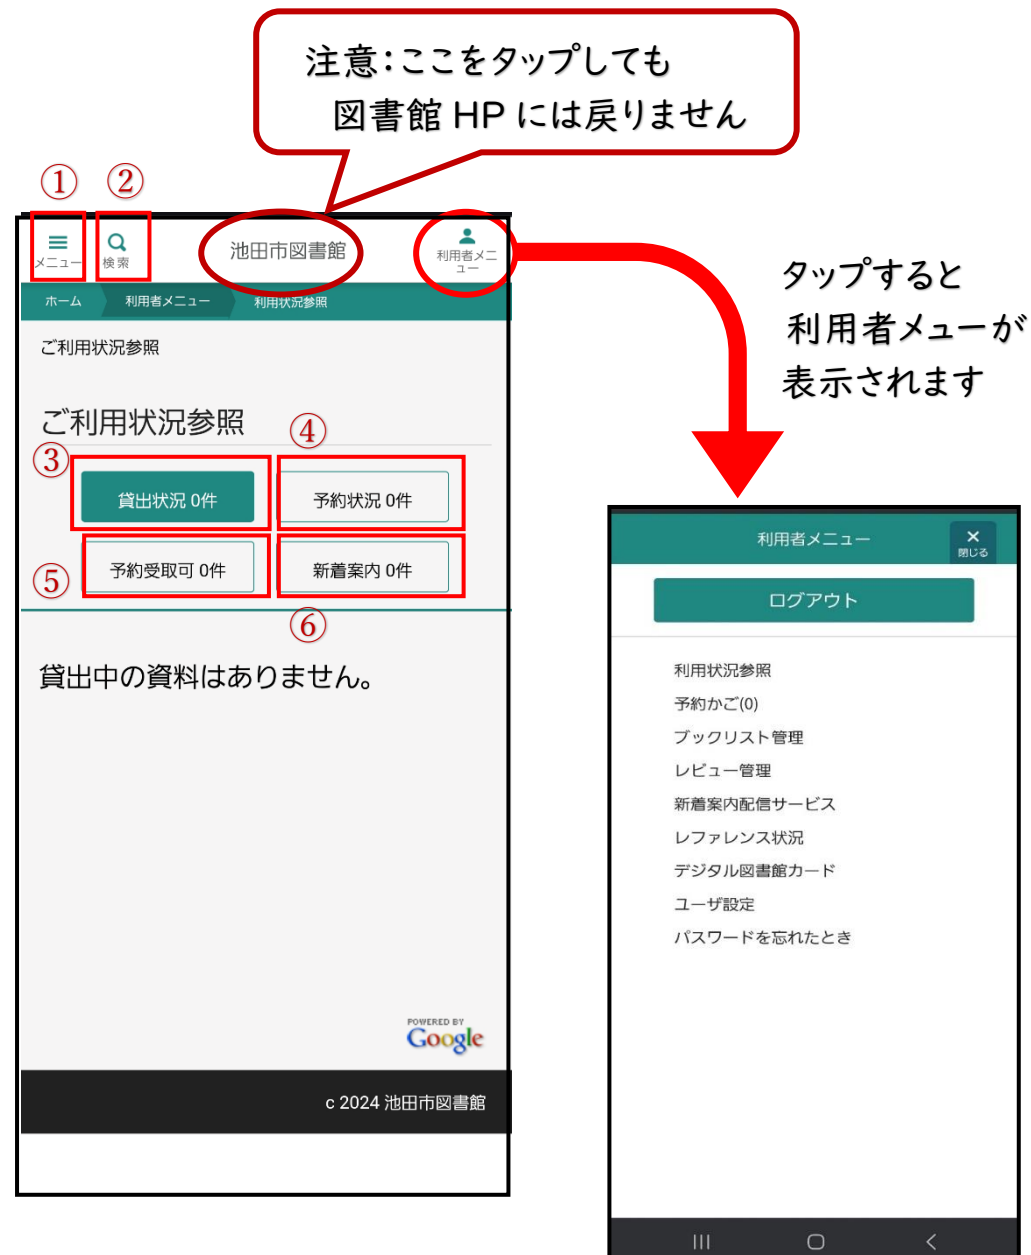 注意：ここをタップしても
図書館 HP には戻りません
① ②
メニュー
検索
池田市図書館
利用者メニ
ュー
ホーム 利用者メニュー 利用状況参照
ご利用状況参照
ご利用状況参照
③ ④
貸出状況 0件
予約状況 0件
⑤
予約受取可 0件
新着案内 0件
⑥
貸出中の資料はありません。
POWERED BY
Google
c 2024 池田市図書館
タップすると
利用者メューが
表示されます
利用者メニュー
×
閉じる
ログアウト
利用状況参照
予約かご(0)
ブックリスト管理
レビュー管理
新着案内配信サービス
レファレンス状況
デジタル図書館カード
ユーザ設定
パスワードを忘れたとき